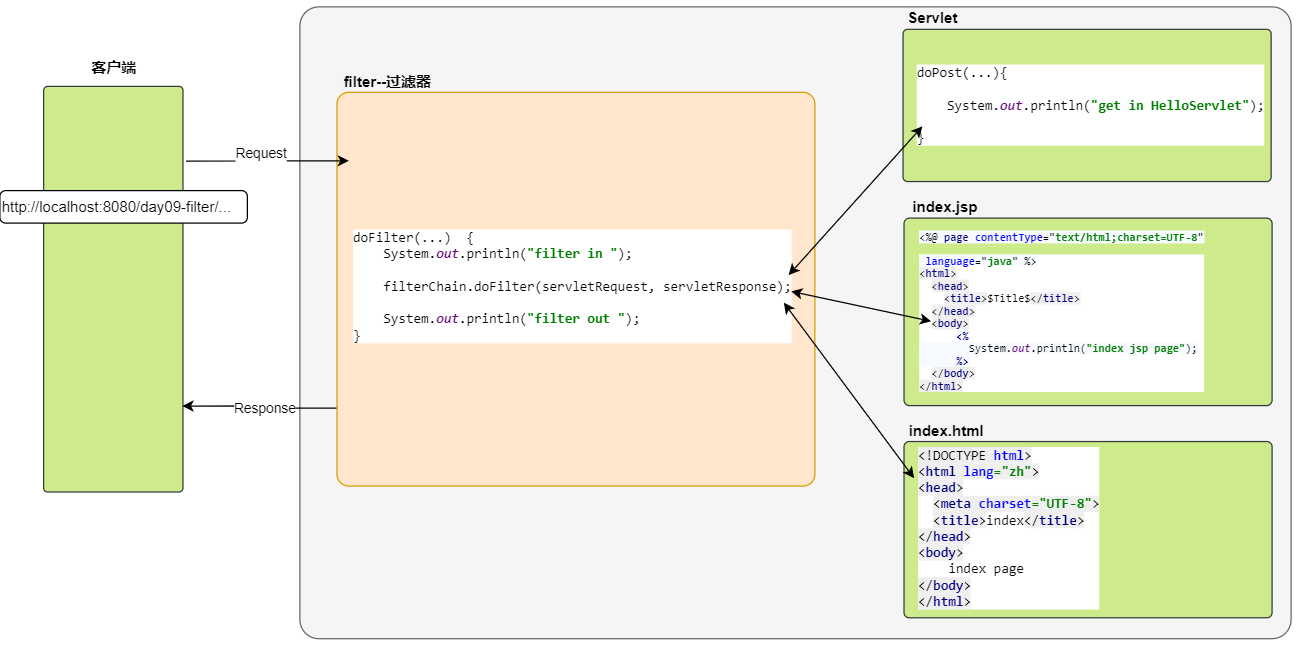 客户端
http://localhost:8080/day09-filter/...
Request
Response
filter--过滤器
doFilter(...)  {
    System.out.println("filter in ");
    filterChain.doFilter(servletRequest, servletResponse);
    System.out.println("filter out ");
}
Servlet
doPost(...){
    System.out.println("get in HelloServlet");
}
index.jsp
<%@ page contentType="text/html;charset=UTF-8"
 language="java" %>
<html>
  <head>
    <title>$Title$</title>
  </head>
  <body>
      <%
        System.out.println("index jsp page");
      %>
  </body>
</html>
index.html
<!DOCTYPE html>
<html lang="zh">
<head>
  <meta charset="UTF-8">
  <title>index</title>
</head>
<body>
    index page
</body>
</html>